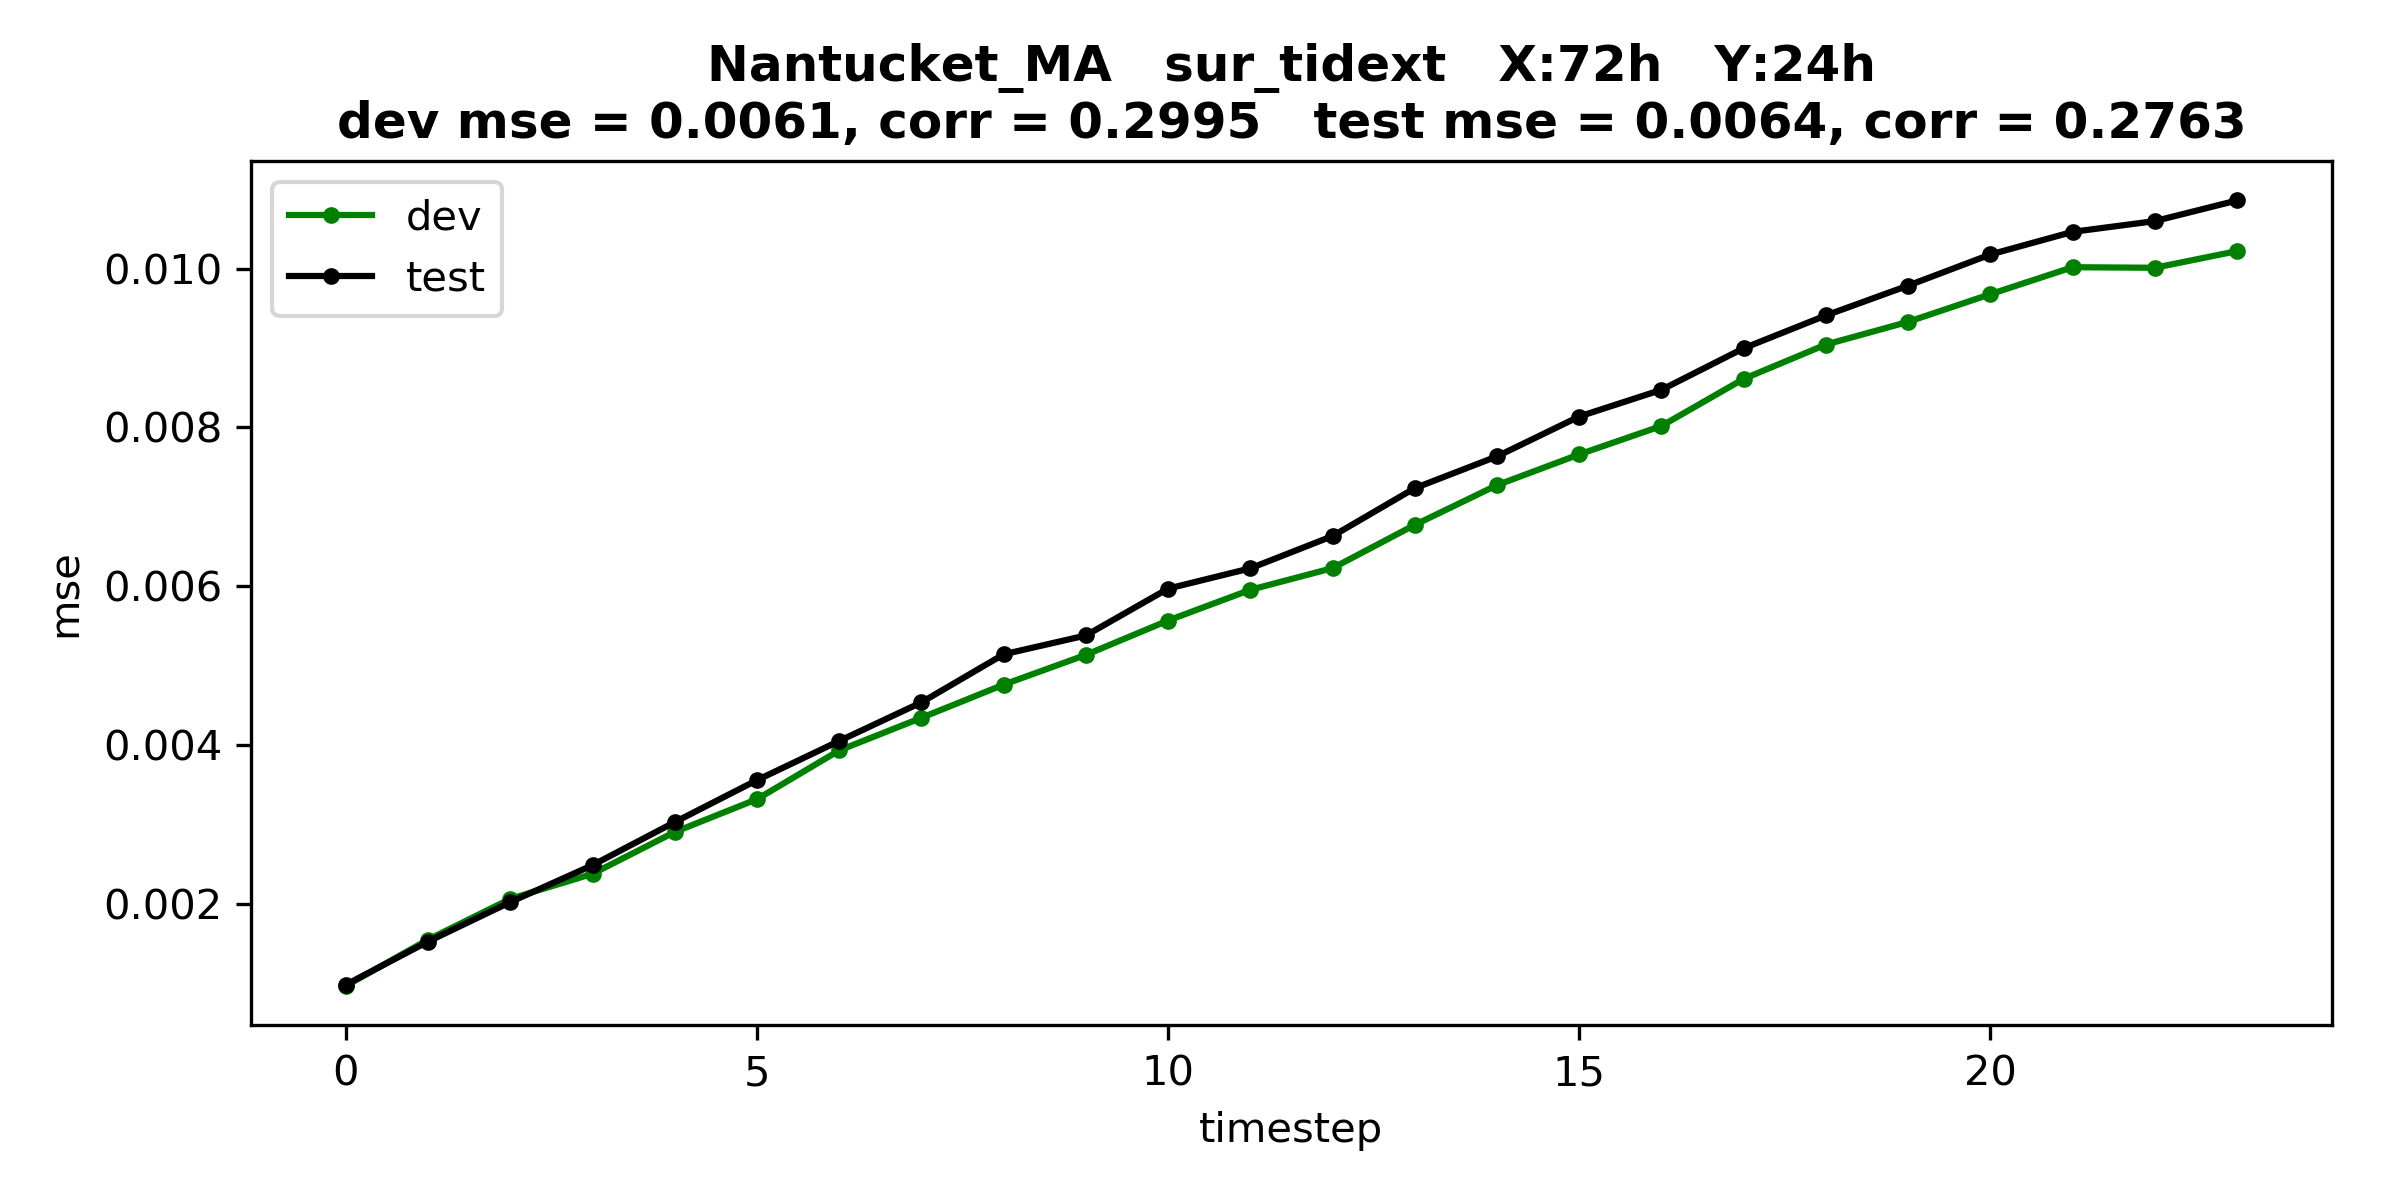 Nantucket_MA   sur_tidext   X:72h   Y:24h
dev mse = 0.0061, corr = 0.2995   test mse = 0.0064, corr = 0.2763
dev
test
0.010
0.008
0.006
0.004
0.002
mse
0 5 10 15 20
timestep